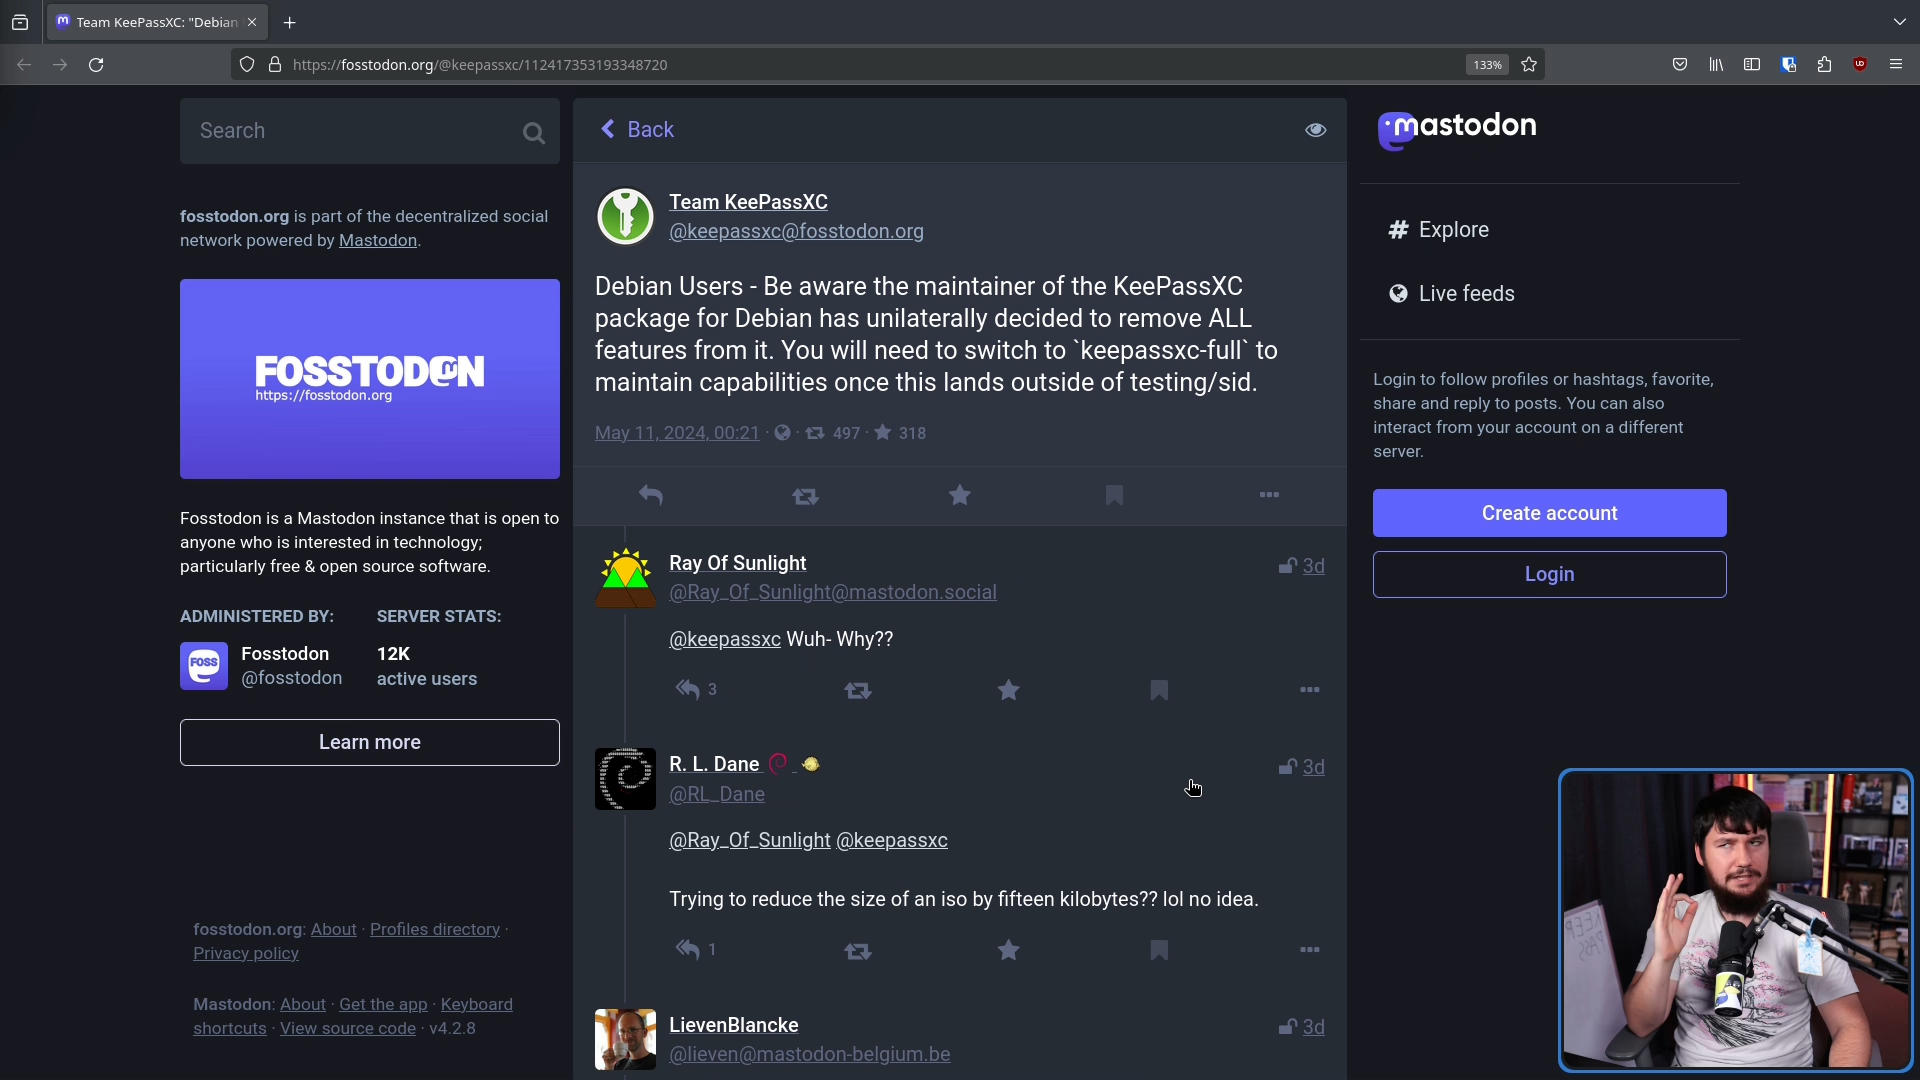 Team KeePassXC: "Debian
https://fosstodon.org/@keepassxc/112417353193348720
133%
Search
fosstodon.org is part of the decentralized social
network powered by Mastodon.
FOSSTODON
https://fosstodon.org
Fosstodon is a Mastodon instance that is open to
anyone who is interested in technology;
particularly free & open source software.
ADMINISTERED BY:
FOSS
Fosstodon
@fosstodon
SERVER STATS:
12K
active users
Learn more
fosstodon.org: About · Profiles directory ·
Privacy policy
Mastodon: About · Get the app · Keyboard
shortcuts · View source code · v4.2.8
Back
Team KeePassXC
@keepassxc@fosstodon.org
Debian Users - Be aware the maintainer of the KeePassXC
package for Debian has unilaterally decided to remove ALL
features from it. You will need to switch to `keepassxc-full` to
maintain capabilities once this lands outside of testing/sid.
May 11, 2024, 00:21 · · 497 · 318
Ray Of Sunlight
3d
@Ray_Of_Sunlight@mastodon.social
@keepassxc Wuh- Why??
3
R. L. Dane
3d
@RL_Dane
@Ray_Of_Sunlight @keepassxc
Trying to reduce the size of an iso by fifteen kilobytes?? lol no idea.
1
LievenBlancke
3d
@lieven@mastodon-belgium.be
mastodon
# Explore
Live feeds
Login to follow profiles or hashtags, favorite,
share and reply to posts. You can also
interact from your account on a different
server.
Create account
Login